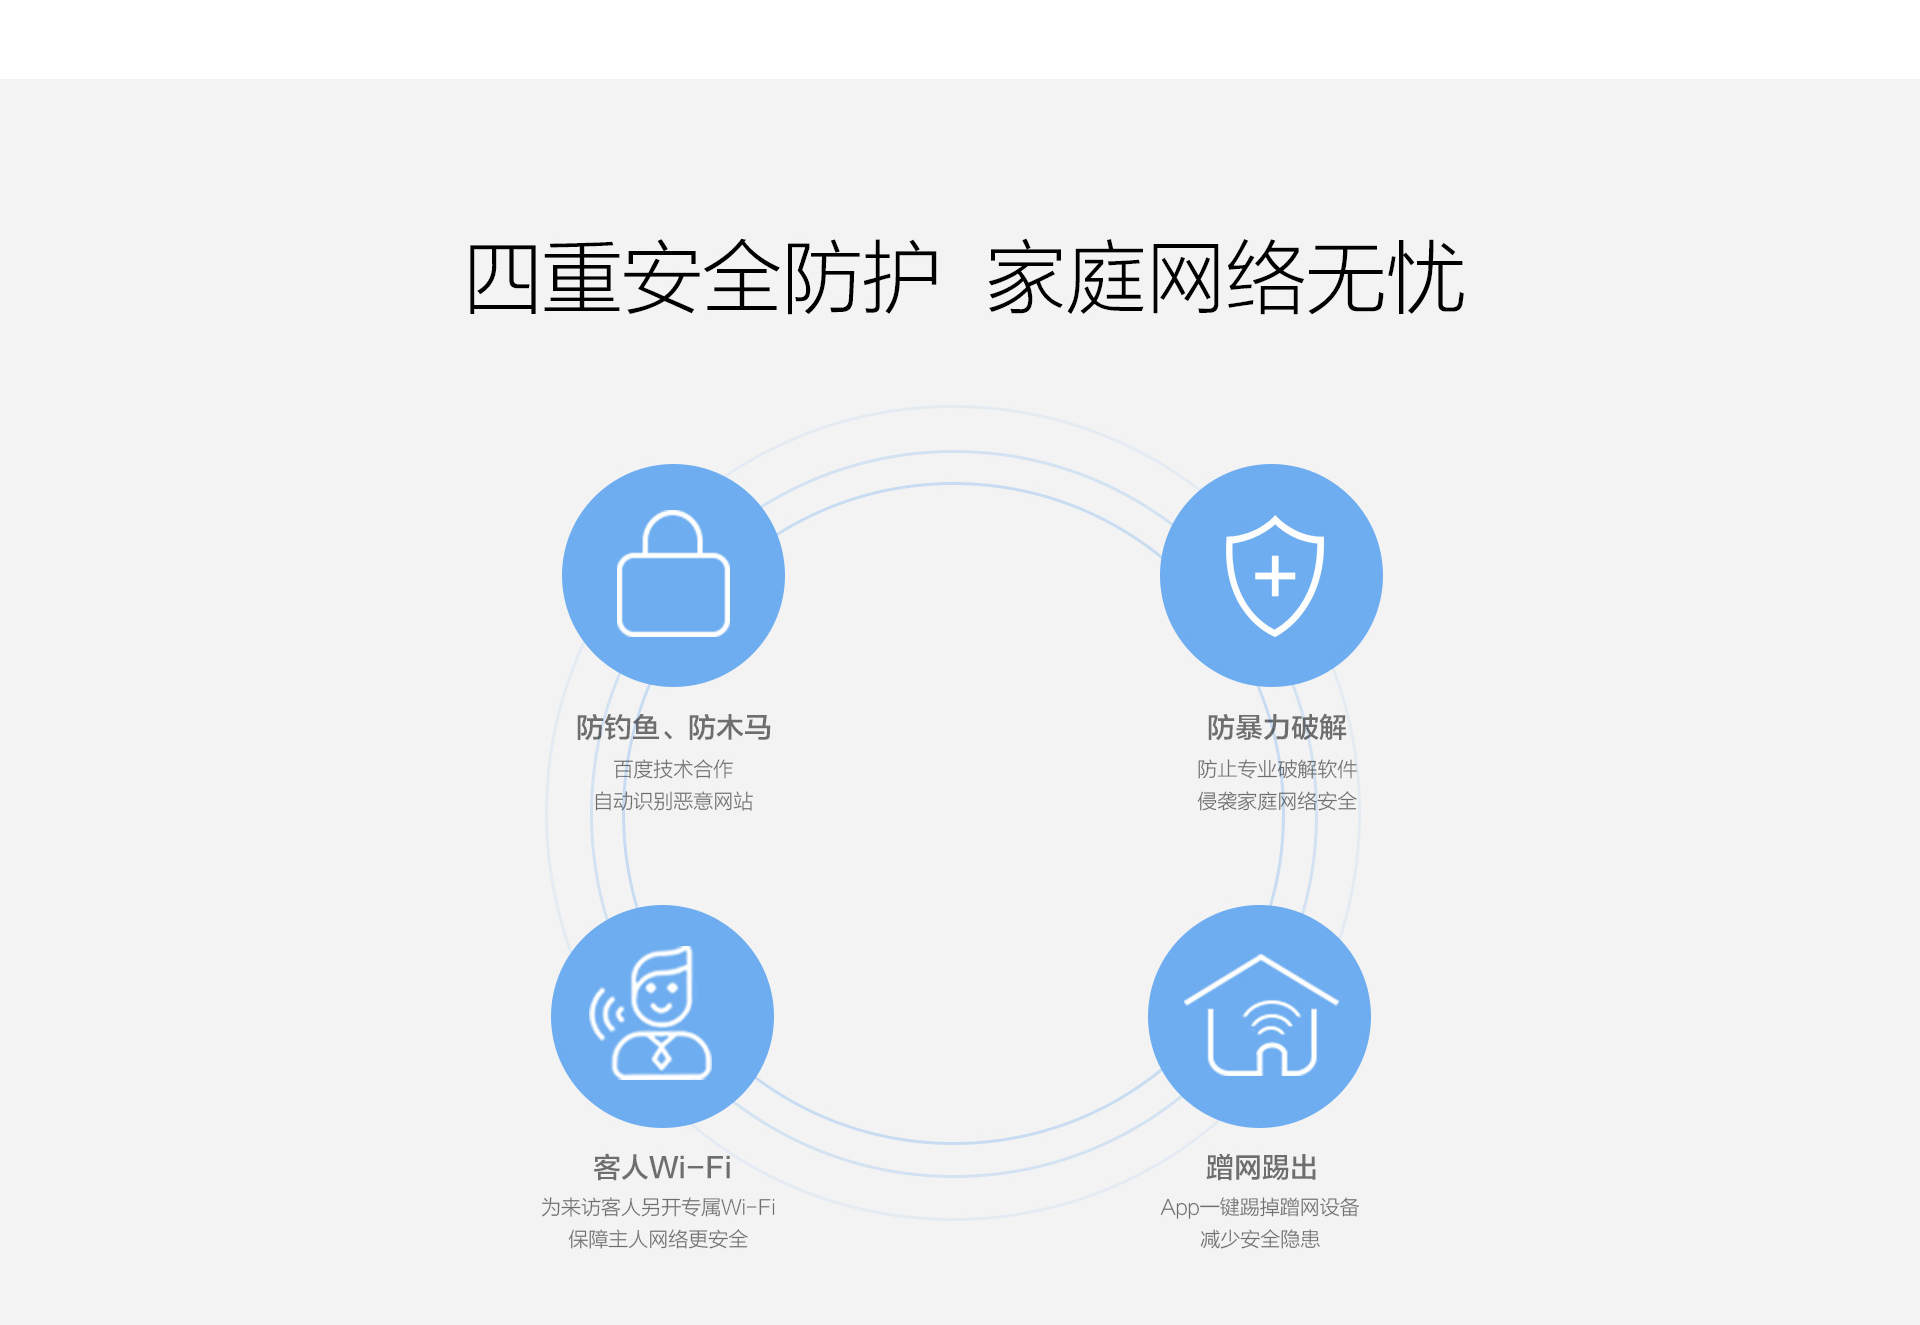 四重安全防护 家庭网络无忧
防钓鱼、防木马
百度技术合作
自动识别恶意网站
防暴力破解
防止专业破解软件
侵袭家庭网络安全
客人Wi-Fi
为来访客人另开专属Wi-Fi
保障主人网络更安全
蹭网踢出
App一键踢掉蹭网设备
减少安全隐患